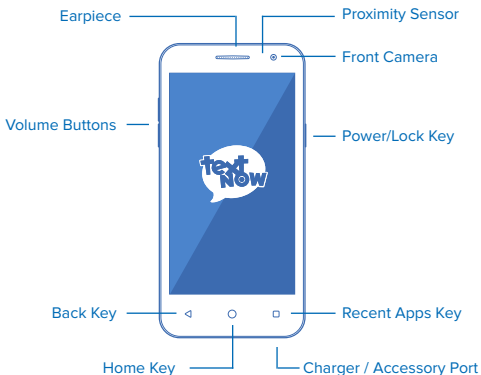 Earpiece
Proximity Sensor
Front Camera
Volume Buttons
Power/Lock Key
text
NOW
Back Key
Recent Apps Key
Home Key
Charger / Accessory Port